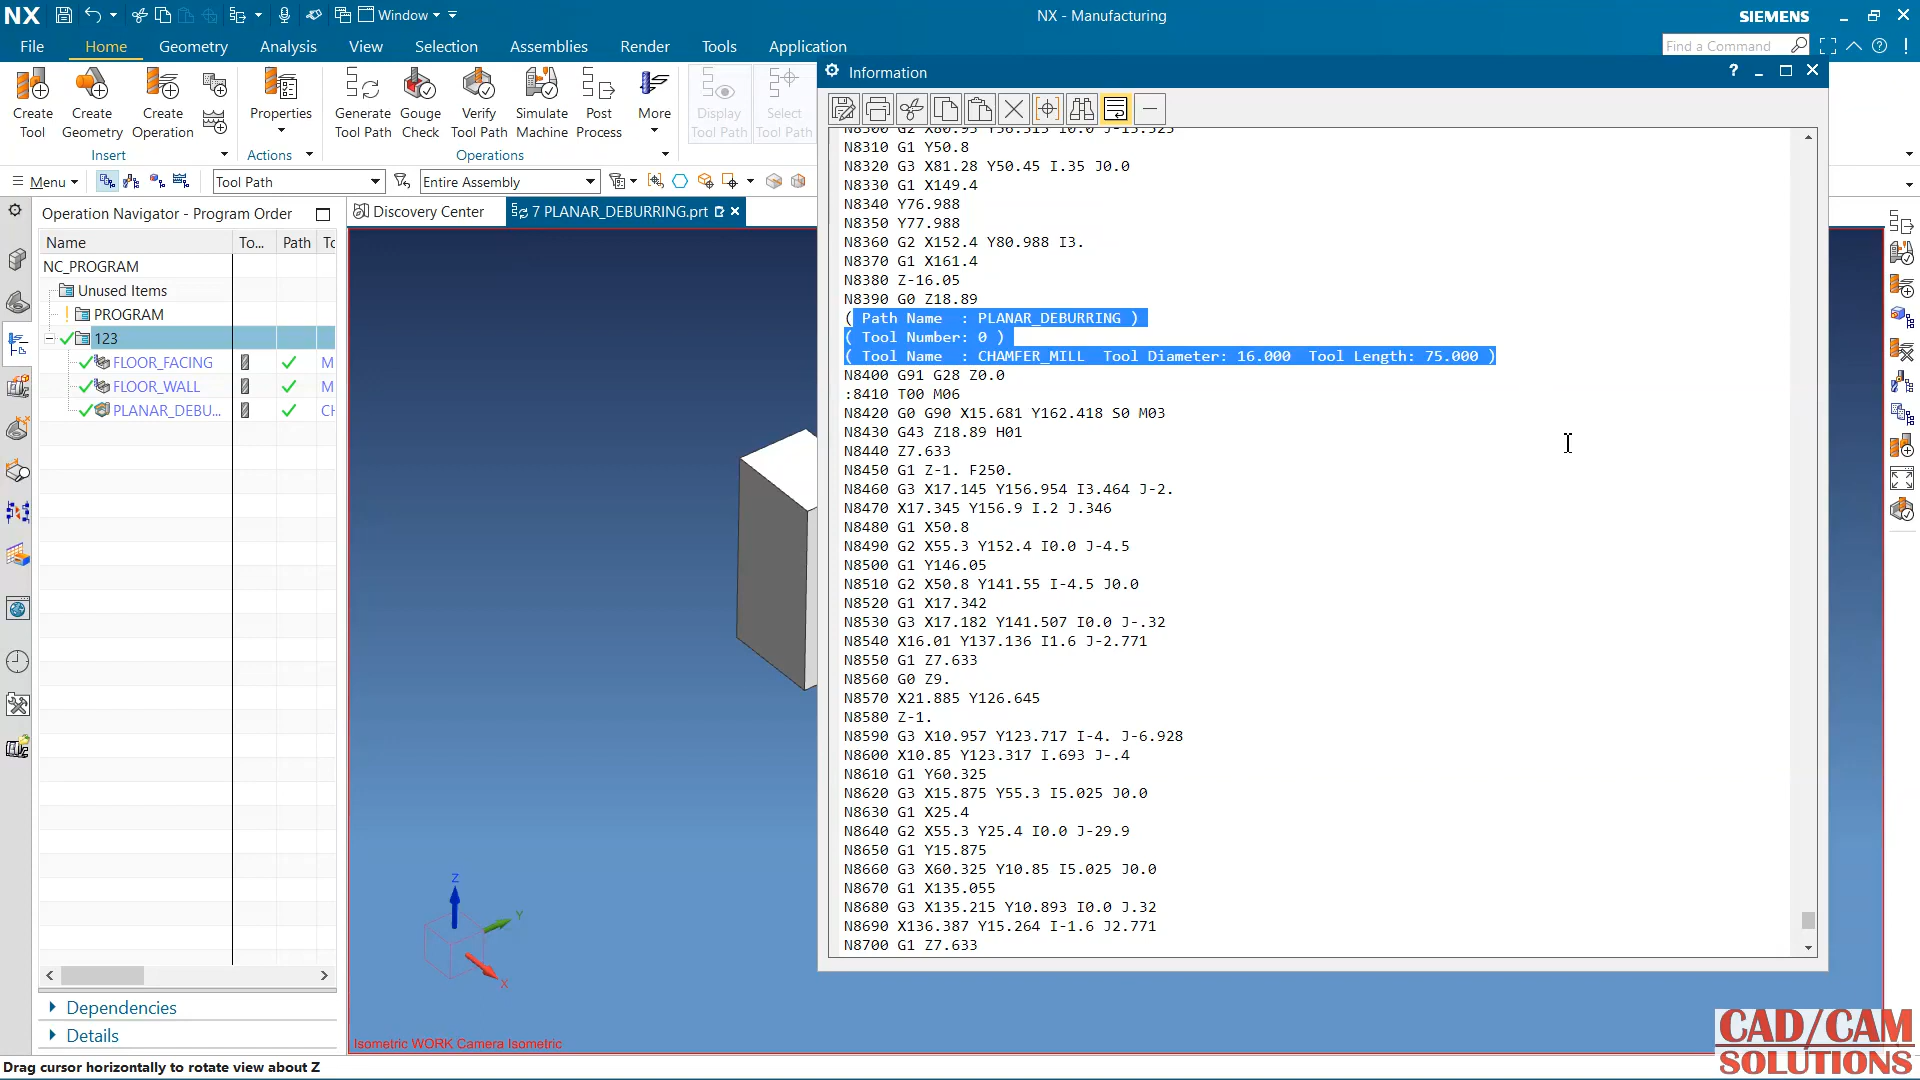 NX
Window
NX - Manufacturing
SIEMENS
File Home Geometry Analysis View Selection Assemblies Render Tools Application
Find a Command
Create Tool
Create Geometry
Create Operation
Properties
Generate Tool Path
Gouge Check
Verify Tool Path
Simulate Machine
Post Process
More
Display Tool Path
Select Tool Path
Insert
Actions
Operations
Menu
Tool Path
Entire Assembly
Operation Navigator - Program Order
Discovery Center
7 PLANAR_DEBURRING.prt
Name To... Path Tc
NC_PROGRAM
Unused Items
PROGRAM
123
FLOOR_FACING M
FLOOR_WALL M
PLANAR_DEBU... CH
Dependencies
Details
Information
N8300 G2 X80.93 Y56.313 I0.0 J-15.525
N8310 G1 Y50.8
N8320 G3 X81.28 Y50.45 I.35 J0.0
N8330 G1 X149.4
N8340 Y76.988
N8350 Y77.988
N8360 G2 X152.4 Y80.988 I3.
N8370 G1 X161.4
N8380 Z-16.05
N8390 G0 Z18.89
( Path Name  : PLANAR_DEBURRING )
( Tool Number: 0 )
( Tool Name  : CHAMFER_MILL  Tool Diameter: 16.000  Tool Length: 75.000 )
N8400 G91 G28 Z0.0
:8410 T00 M06
N8420 G0 G90 X15.681 Y162.418 S0 M03
N8430 G43 Z18.89 H01
N8440 Z7.633
N8450 G1 Z-1. F250.
N8460 G3 X17.145 Y156.954 I3.464 J-2.
N8470 X17.345 Y156.9 I.2 J.346
N8480 G1 X50.8
N8490 G2 X55.3 Y152.4 I0.0 J-4.5
N8500 G1 Y146.05
N8510 G2 X50.8 Y141.55 I-4.5 J0.0
N8520 G1 X17.342
N8530 G3 X17.182 Y141.507 I0.0 J-.32
N8540 X16.01 Y137.136 I1.6 J-2.771
N8550 G1 Z7.633
N8560 G0 Z9.
N8570 X21.885 Y126.645
N8580 Z-1.
N8590 G3 X10.957 Y123.717 I-4. J-6.928
N8600 X10.85 Y123.317 I.693 J-.4
N8610 G1 Y60.325
N8620 G3 X15.875 Y55.3 I5.025 J0.0
N8630 G1 X25.4
N8640 G2 X55.3 Y25.4 I0.0 J-29.9
N8650 G1 Y15.875
N8660 G3 X60.325 Y10.85 I5.025 J0.0
N8670 G1 X135.055
N8680 G3 X135.215 Y10.893 I0.0 J.32
N8690 X136.387 Y15.264 I-1.6 J2.771
N8700 G1 Z7.633
Z
Y
X
Isometric WORK Camera Isometric
Drag cursor horizontally to rotate view about Z
CAD/CAM
SOLUTIONS